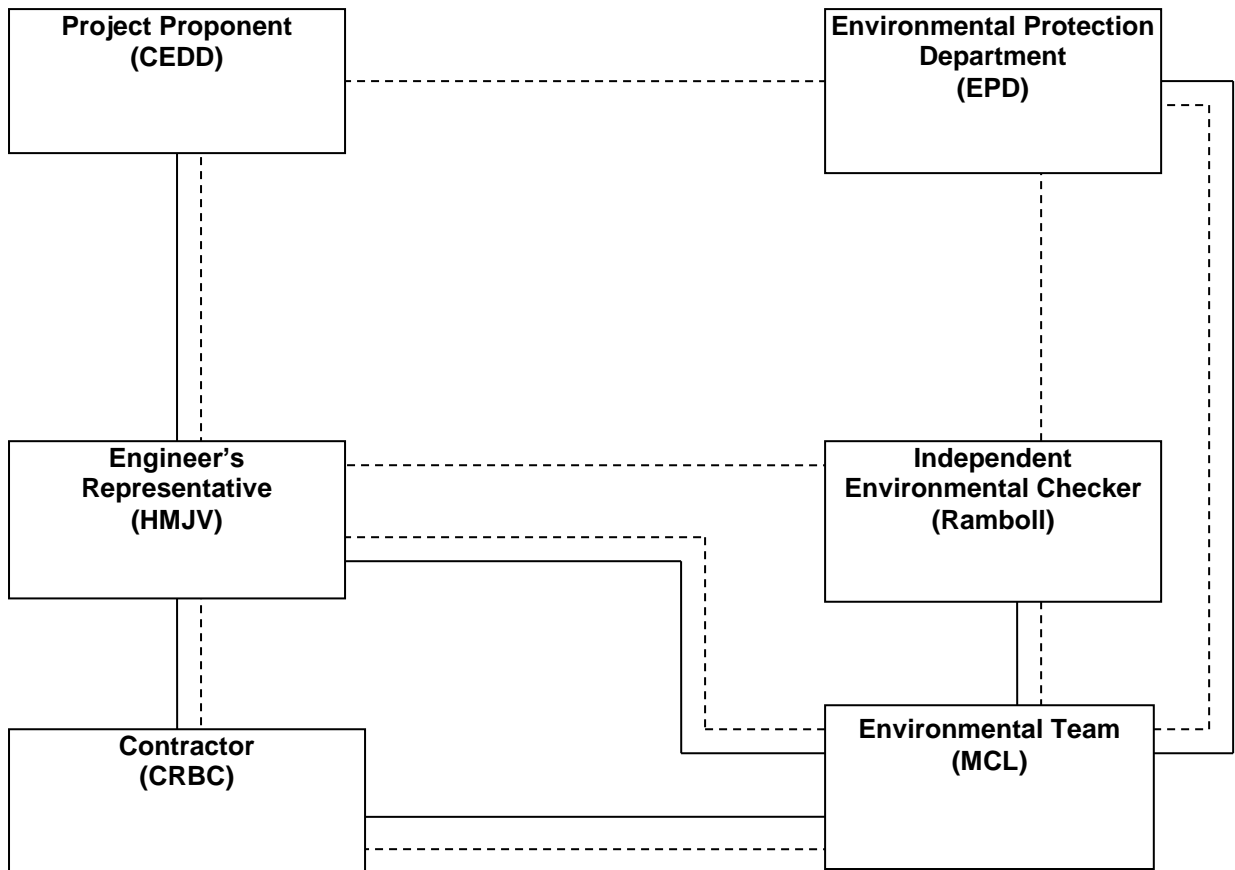 Project Proponent
(CEDD)
Environmental Protection
Department
(EPD)
Engineer’s
Representative
(HMJV)
Independent
Environmental Checker
(Ramboll)
Contractor
(CRBC)
Environmental Team
(MCL)